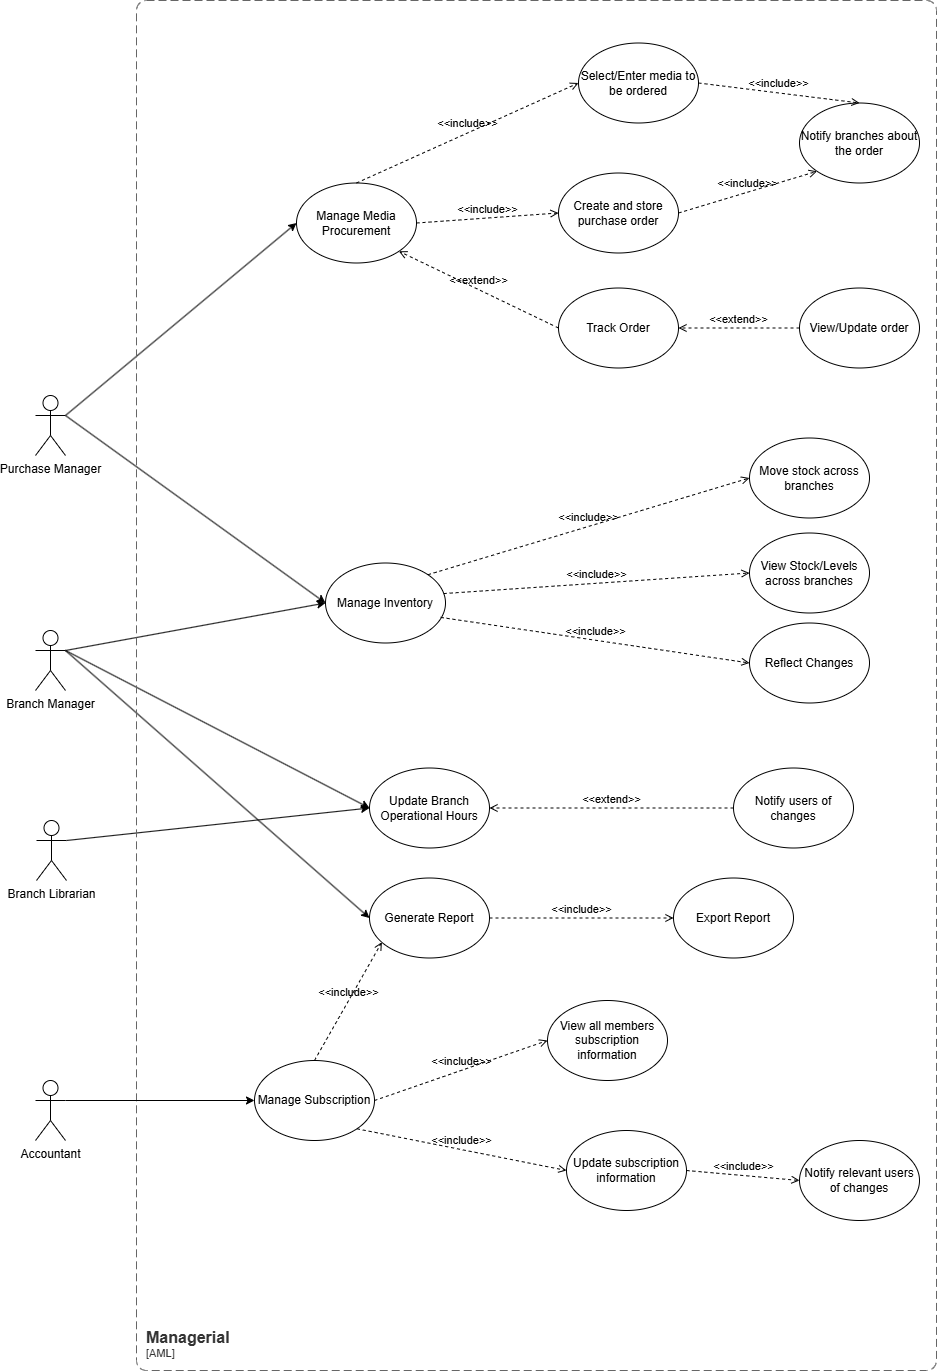 Select/Enter media to
be ordered
<<include>>
Notify branches about
the order
<<include>>
Manage Media
Procurement
<<include>>
Create and store
purchase order
<<include>>
<<extend>>
Track Order
<<extend>>
View/Update order
Purchase Manager
Move stock across
branches
<<include>>
View Stock/Levels
across branches
<<include>>
Manage Inventory
<<include>>
Reflect Changes
Branch Manager
Update Branch
Operational Hours
<<extend>>
Notify users of
changes
Branch Librarian
Generate Report
<<include>>
Export Report
<<include>>
View all members
subscription
information
<<include>>
Manage Subscription
Accountant
<<include>>
Update subscription
information
<<include>>
Notify relevant users
of changes
Managerial
[AML]